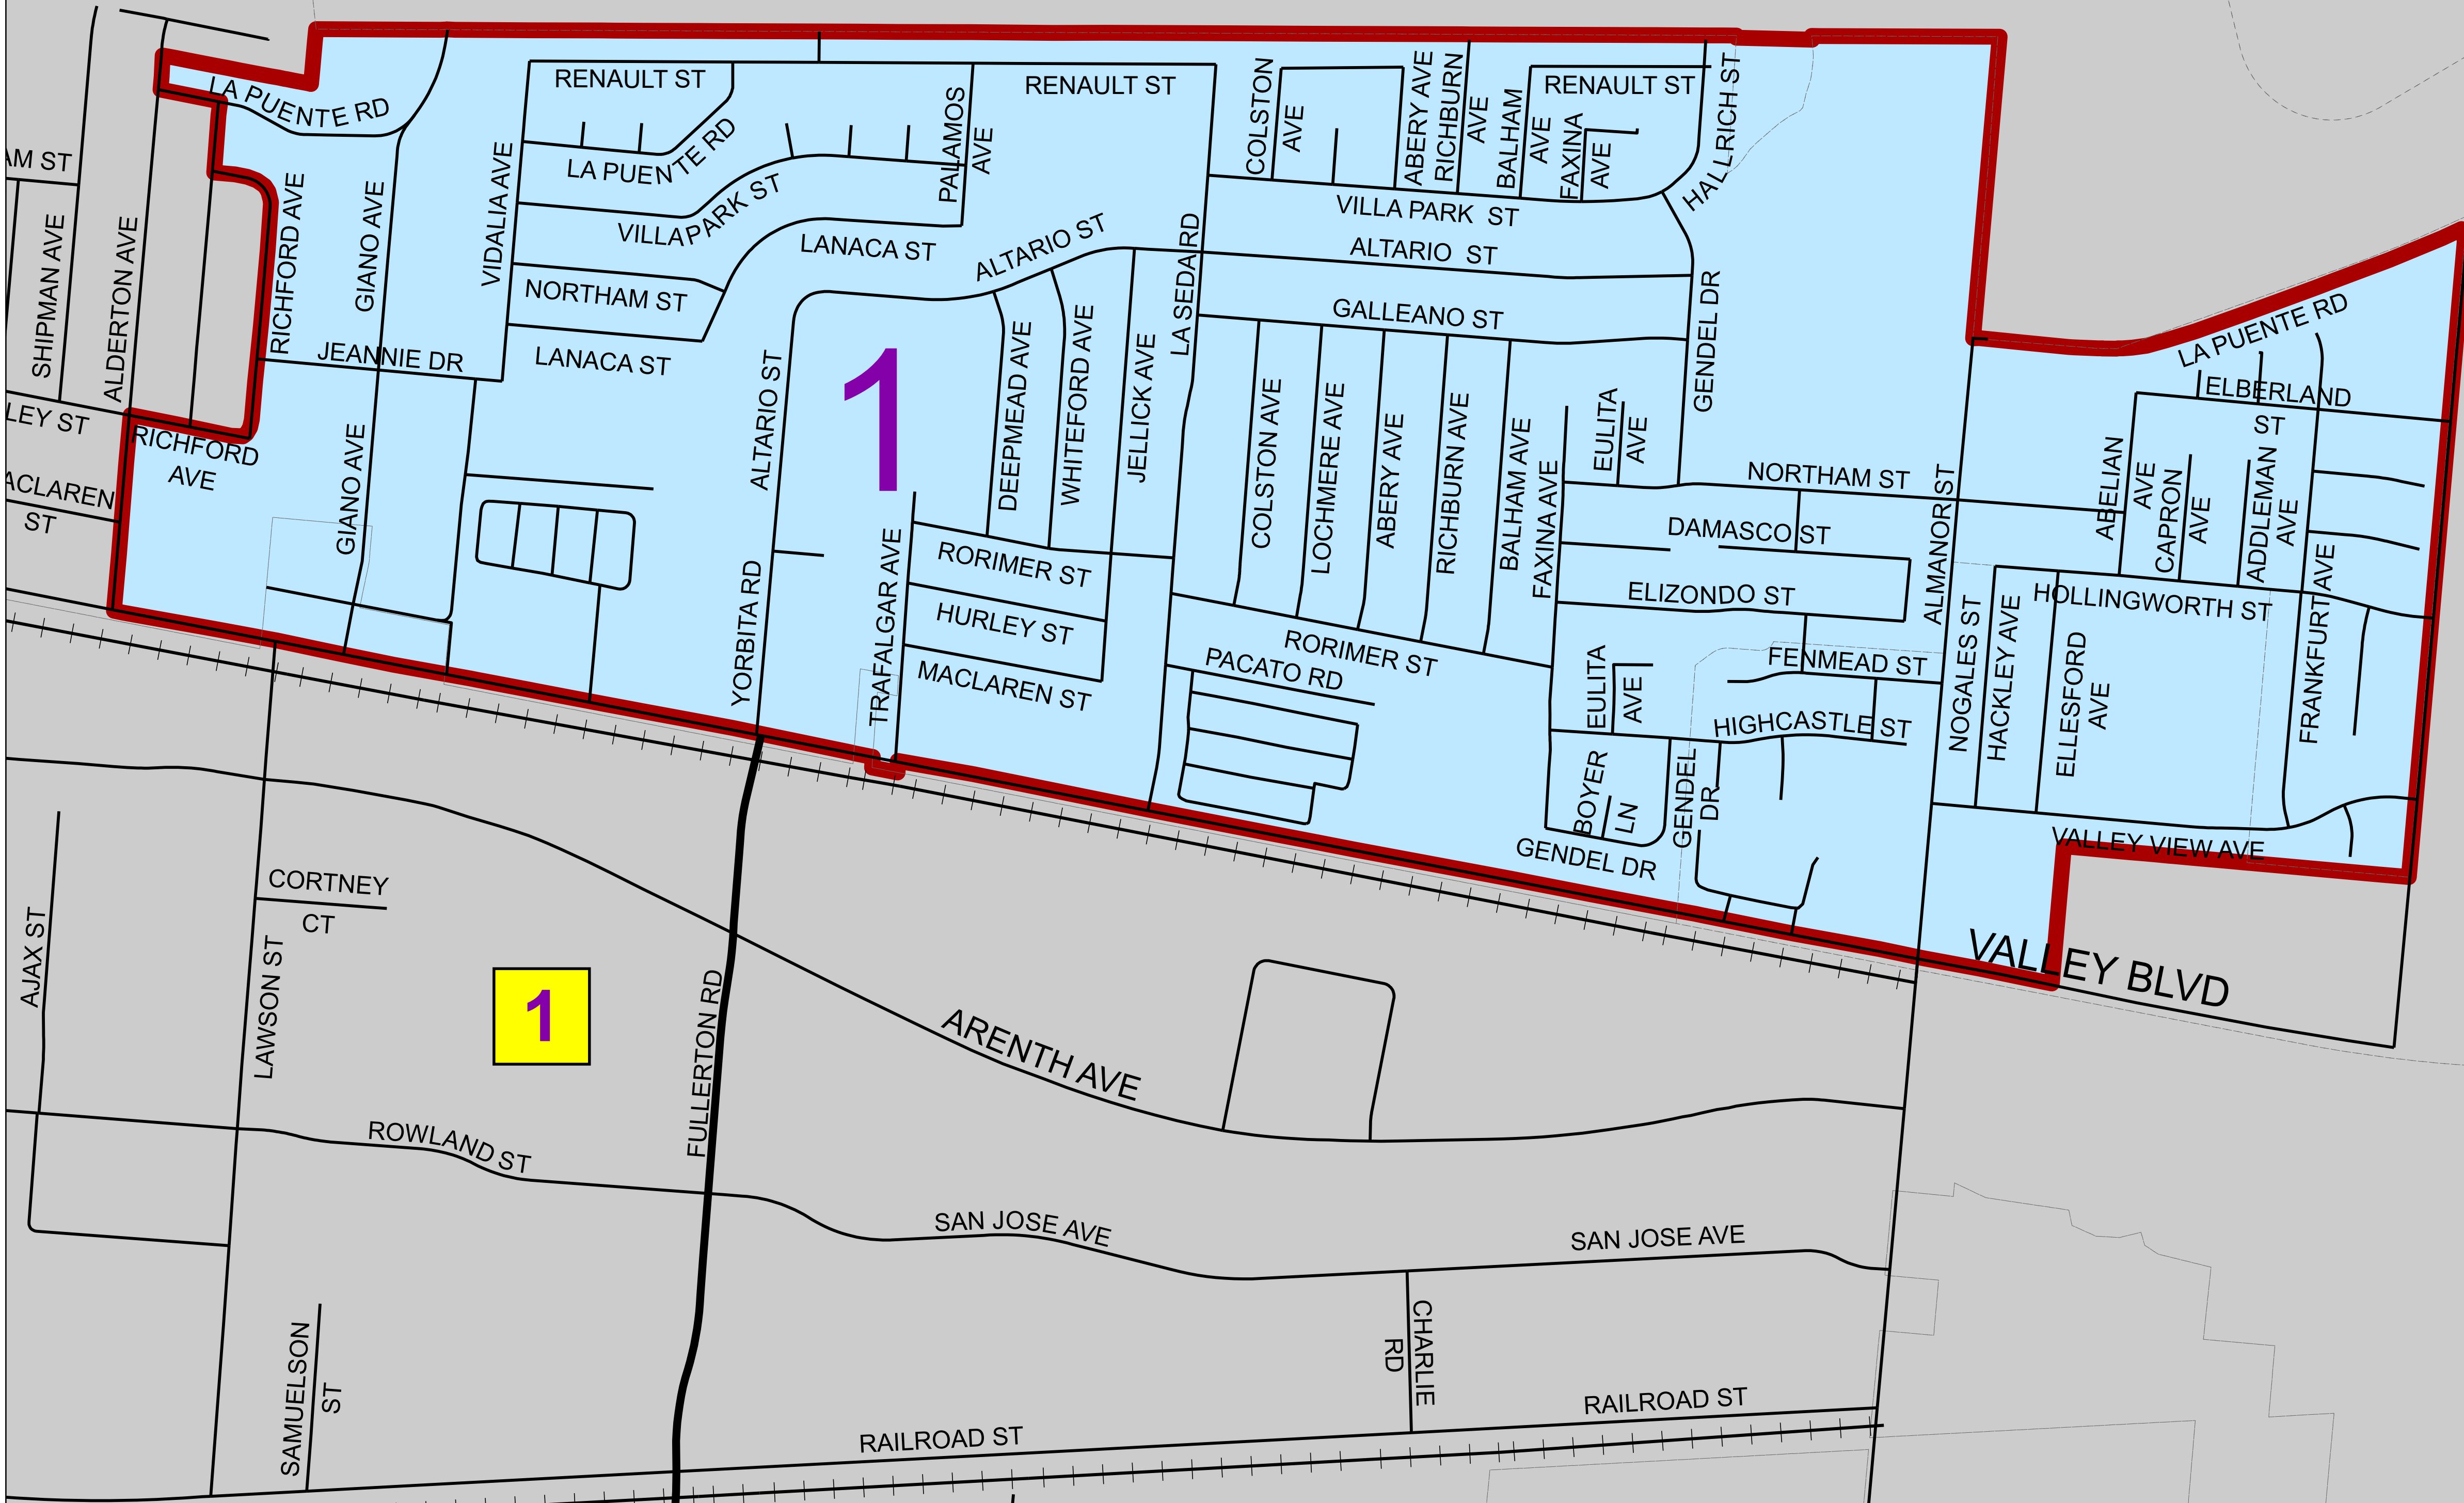 LA PUENTE RD
RENAULT ST
RENAULT ST
COLSTON
AVE
ABERY AVE
RICHBURN
AVE
BALHAM
AVE
RENAULT ST
FAXINA
AVE
HALLRICH ST
AM ST
SHIPMAN AVE
ALDERTON AVE
RICHFORD AVE
GIANO AVE
VIDALIA AVE
LA PUENTE RD
VILLA PARK ST
PALAMOS
AVE
LANACA ST
ALTARIO ST
LA SEDA RD
VILLA PARK ST
ALTARIO ST
GALLEANO ST
GENDEL DR
NORTHAM ST
LANACA ST
JEANNIE DR
LA PUENTE RD
ELBERLAND
ST
1
ALTARIO ST
DEEPMEAD AVE
WHITEFORD AVE
JELLICK AVE
COLSTON AVE
LOCHMERE AVE
ABERY AVE
RICHBURN AVE
BALHAM AVE
FAXINA AVE
EULITA
AVE
NORTHAM ST
ALMANOR ST
ABELIAN
AVE
CAPRON
AVE
ADDLEMAN
AVE
LEY ST
RICHFORD
AVE
ACLAREN
ST
GIANO AVE
YORBITA RD
TRAFALGAR AVE
RORIMER ST
HURLEY ST
MACLAREN ST
RORIMER ST
PACATO RD
DAMASCO ST
ELIZONDO ST
FENMEAD ST
HIGHCASTLE ST
EULITA
AVE
BOYER
LN
GENDEL
DR
GENDEL DR
NOGALES ST
HACKLEY AVE
ELLESFORD
AVE
HOLLINGWORTH ST
FRANKFURT AVE
VALLEY VIEW AVE
VALLEY BLVD
AJAX ST
CORTNEY
CT
LAWSON ST
1
FULLERTON RD
ARENTH AVE
ROWLAND ST
SAN JOSE AVE
SAN JOSE AVE
SAMUELSON
ST
CHARLIE
RD
RAILROAD ST
RAILROAD ST